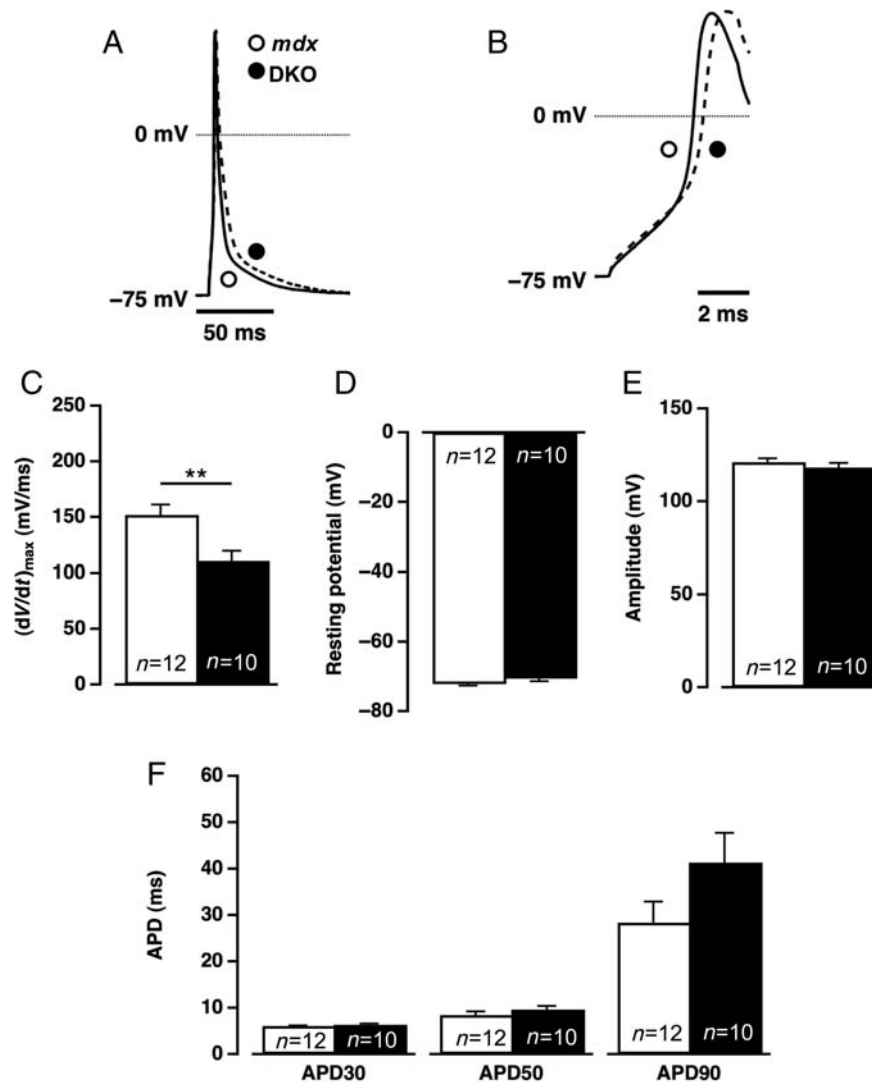 A
mdx
DKO
0 mV
−75 mV
50 ms
B
0 mV
−75 mV
2 ms
C
(dV/dt)max (mV/ms)
250
200
150
100
50
0
**
n=12
n=10
D
Resting potential (mV)
0
−20
−40
−60
−80
n=12
n=10
E
Amplitude (mV)
150
100
50
0
n=12
n=10
F
APD (ms)
60
50
40
30
20
10
0
n=12
n=10
n=12
n=10
n=12
n=10
APD30 APD50 APD90